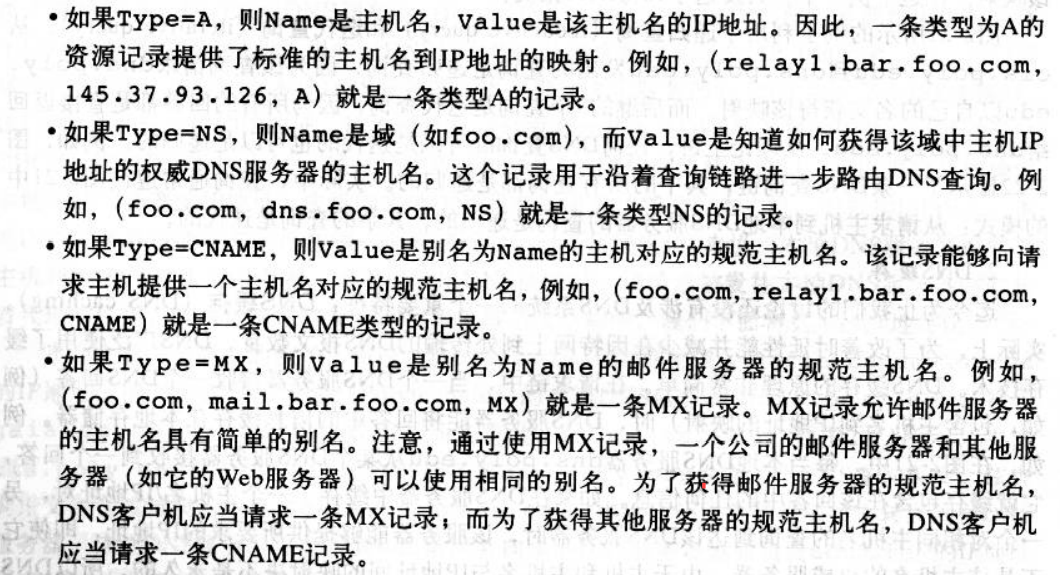 • 如果Type=A，则Name是主机名，Value是该主机名的IP地址。因此，一条类型为A的
资源记录提供了标准的主机名到IP地址的映射。例如，(relay1.bar.foo.com,
145.37.93.126, A) 就是一条类型A的记录。
• 如果Type=NS，则Name是域（如foo.com），而Value是知道如何获得该域中主机IP
地址的权威DNS服务器的主机名。这个记录用于沿着查询链路进一步路由DNS查询。例
如，(foo.com, dns.foo.com, NS) 就是一条类型NS的记录。
• 如果Type=CNAME，则Value是别名为Name的主机对应的规范主机名。该记录能够向请
求主机提供一个主机名对应的规范主机名，例如，(foo.com, relay1.bar.foo.com,
CNAME) 就是一条CNAME类型的记录。
• 如果Type=MX，则Value是别名为Name的邮件服务器的规范主机名。例如，
(foo.com, mail.bar.foo.com, MX) 就是一条MX记录。MX记录允许邮件服务器
的主机名具有简单的别名。注意，通过使用MX记录，一个公司的邮件服务器和其他服
务器（如它的Web服务器）可以使用相同的别名。为了获得邮件服务器的规范主机名，
DNS客户机应当请求一条MX记录；而为了获得其他服务器的规范主机名，DNS客户机
应当请求一条CNAME记录。